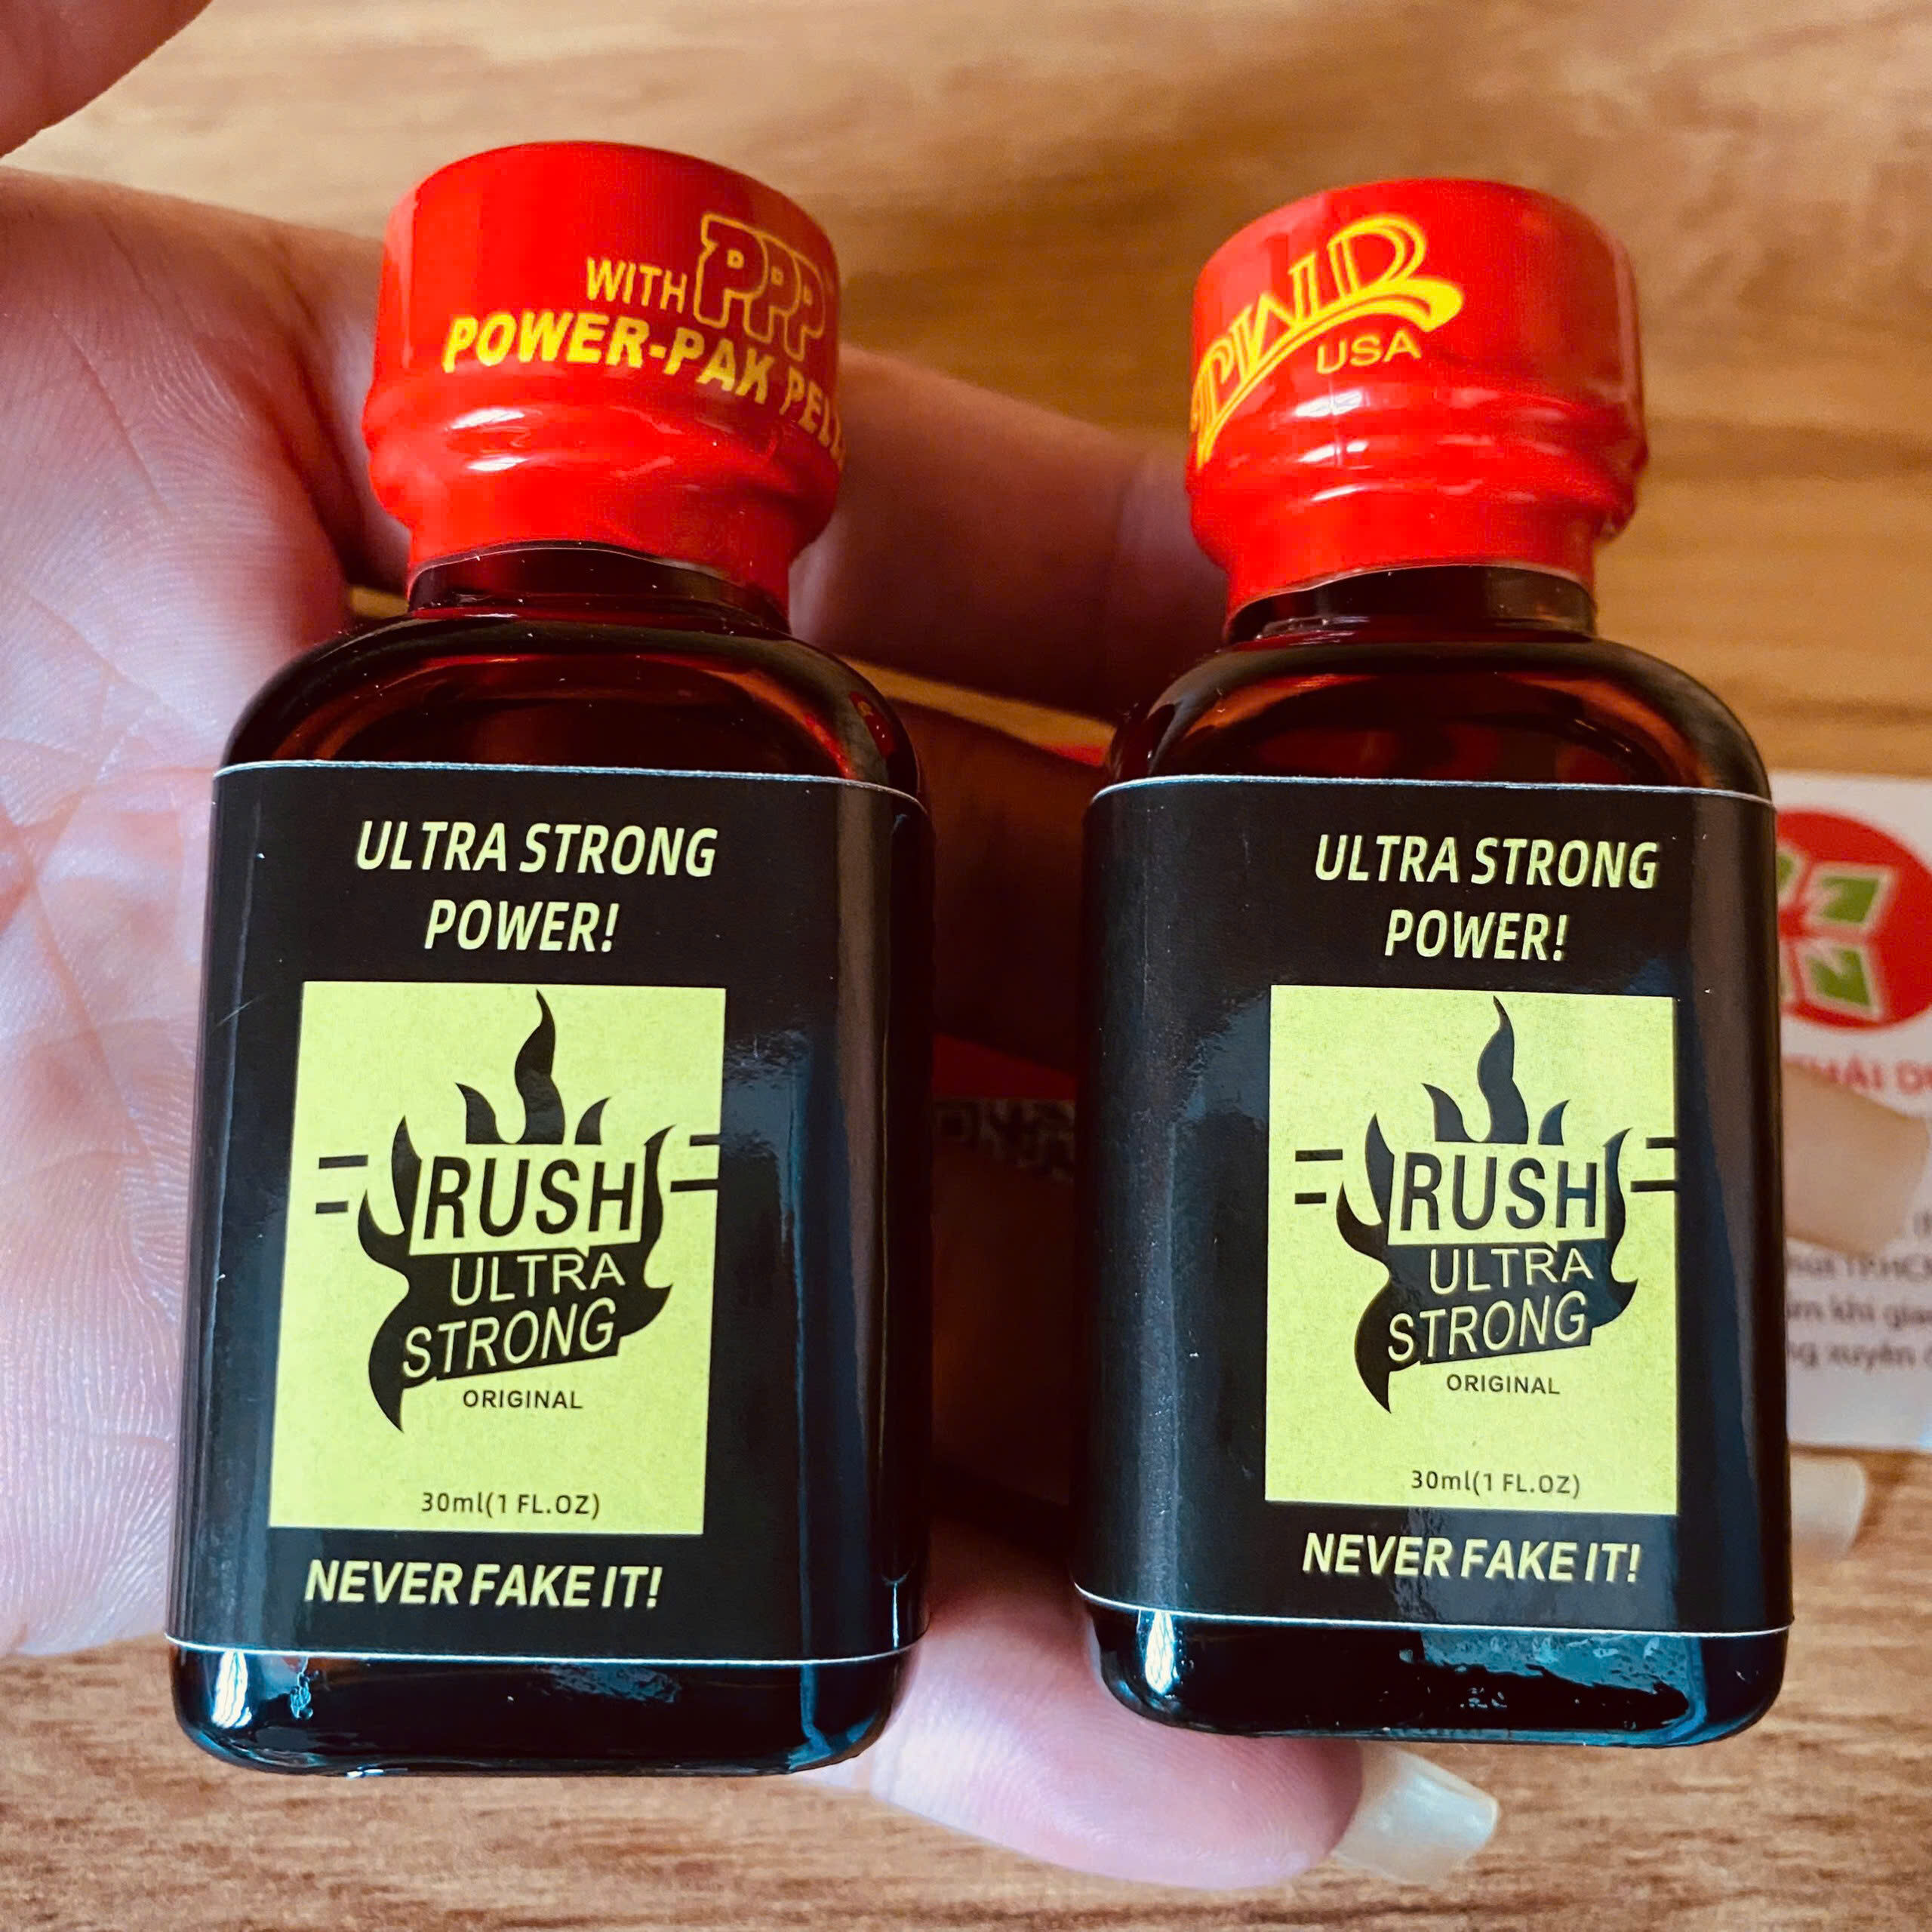 WITH PPP
POWER-PAK
ULTRA STRONG
POWER!
RUSH
ULTRA
STRONG
ORIGINAL
30ml(1 FL.OZ)
NEVER FAKE IT!
PWD
USA
ULTRA STRONG
POWER!
RUSH
ULTRA
STRONG
ORIGINAL
30ml(1 FL.OZ)
NEVER FAKE IT!